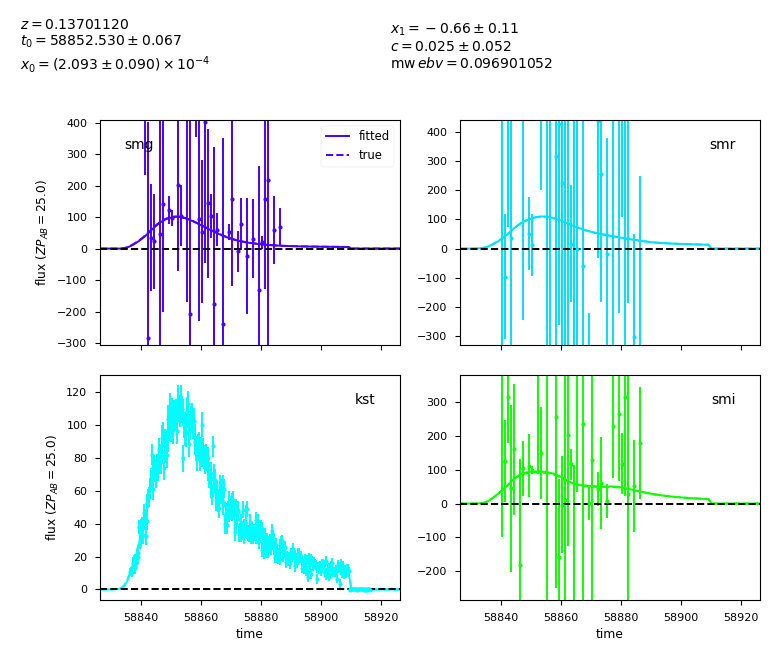 z = 0.13701120
t₀ = 58852.530 ± 0.067
x₀ = (2.093 ± 0.090) × 10⁻⁴
x₁ = −0.66 ± 0.11
c = 0.025 ± 0.052
mw ebv = 0.096901052
smg
fitted
true
400
300
200
100
0
−100
−200
−300
flux (ZP_AB = 25.0)
smr
400
300
200
100
0
−100
−200
−300
kst
120
100
80
60
40
20
0
flux (ZP_AB = 25.0)
58840 58860 58880 58900 58920
time
smi
300
200
100
0
−100
−200
58840 58860 58880 58900 58920
time